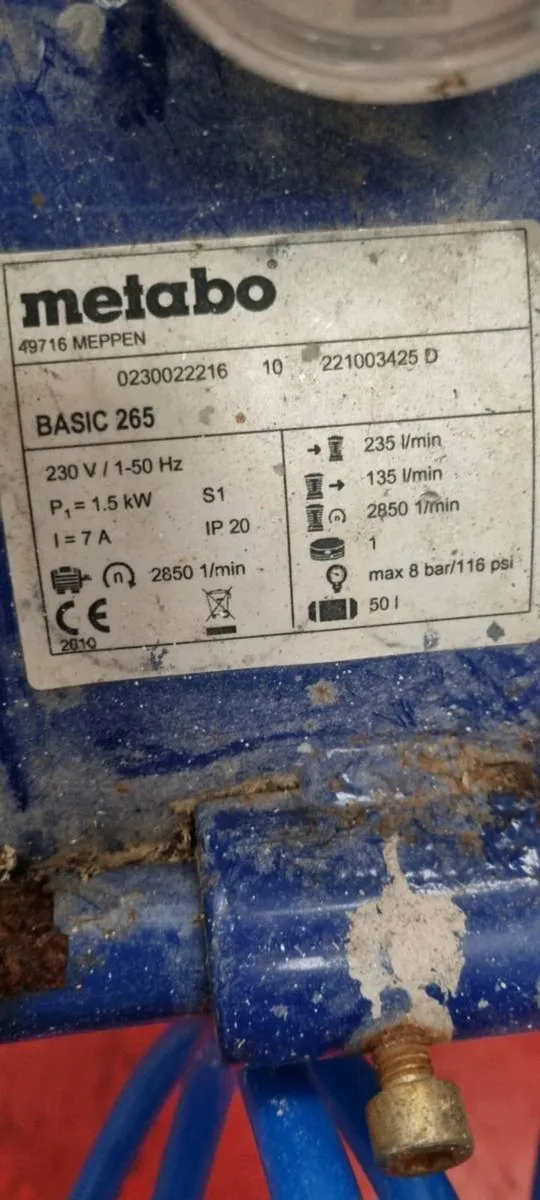 metabo®
49716 MEPPEN
0230022216 10 221003425 D
BASIC 265
230 V / 1-50 Hz
P₁ = 1.5 kW S1
I = 7 A IP 20
n 2850 1/min
CE
2010
235 l/min
135 l/min
n 2850 1/min
1
max 8 bar/116 psi
50 l